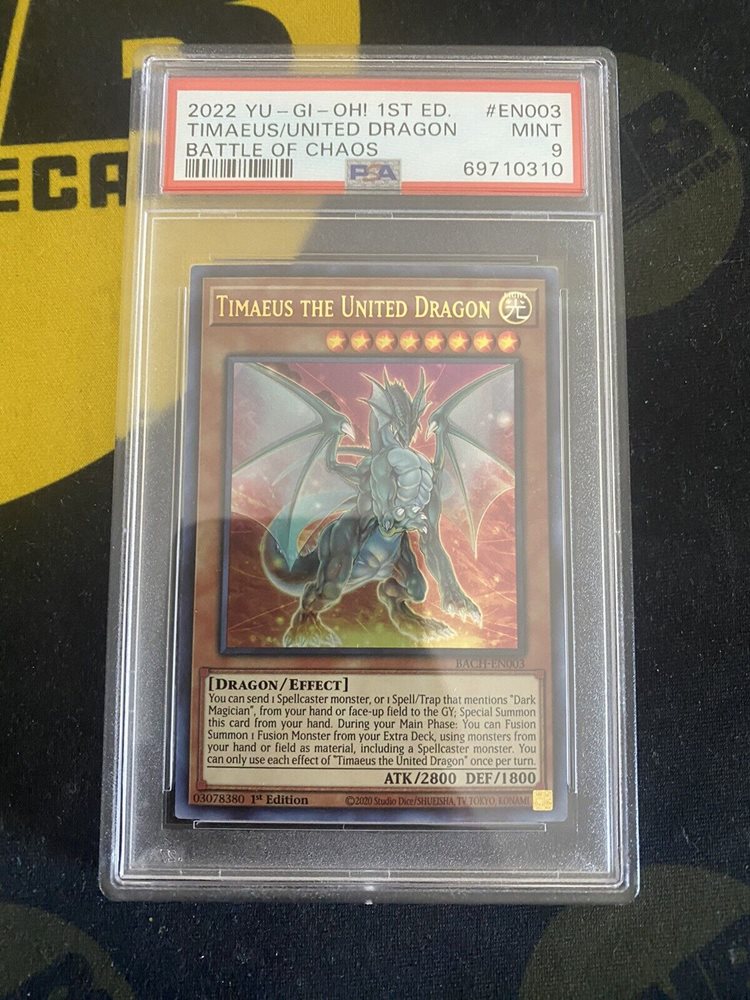 2022 YU-GI-OH! 1ST ED. #EN003
TIMAEUS/UNITED DRAGON MINT
BATTLE OF CHAOS 9
PSA 69710310
TIMAEUS THE UNITED DRAGON
LIGHT
光
BACH-EN003
[DRAGON/EFFECT]
You can send 1 Spellcaster monster, or 1 Spell/Trap that mentions "Dark
Magician", from your hand or face-up field to the GY; Special Summon
this card from your hand. During your Main Phase: You can Fusion
Summon 1 Fusion Monster from your Extra Deck, using monsters from
your hand or field as material, including a Spellcaster monster. You
can only use each effect of "Timaeus the United Dragon" once per turn.
ATK/2800 DEF/1800
03078380 1st Edition ©2020 Studio Dice/SHUEISHA, TV TOKYO, KONAMI